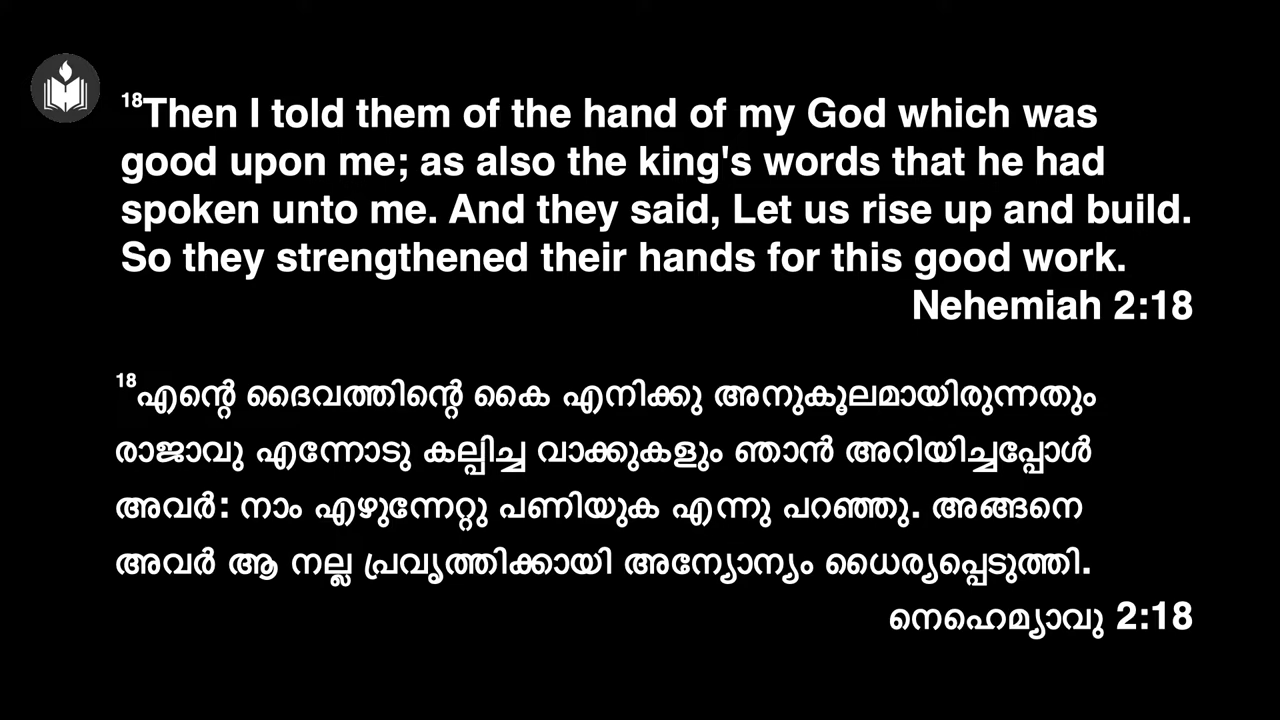 18Then I told them of the hand of my God which was
good upon me; as also the king's words that he had
spoken unto me. And they said, Let us rise up and build.
So they strengthened their hands for this good work.
Nehemiah 2:18
18എന്റെ ദൈവത്തിന്റെ കൈ എനിക്കു അനുകൂലമായിരുന്നതും
രാജാവു എന്നോടു കല്പിച്ച വാക്കുകളും ഞാൻ അറിയിച്ചപ്പോൾ
അവർ: നാം എഴുന്നേറ്റു പണിയുക എന്നു പറഞ്ഞു. അങ്ങനെ
അവർ ആ നല്ല പ്രവൃത്തിക്കായി അന്യോന്യം ധൈര്യപ്പെടുത്തി.
നെഹെമ്യാവു 2:18